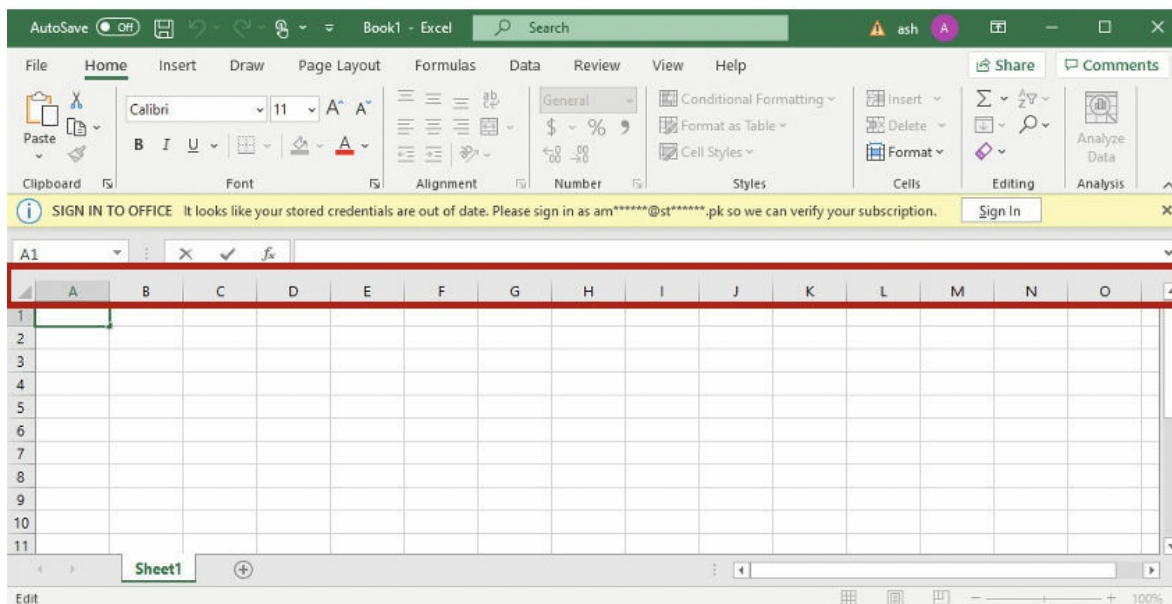 AutoSave Off Book1 - Excel Search ash A
File Home Insert Draw Page Layout Formulas Data Review View Help Share Comments
Paste Calibri 11 A^ Aˇ ab General Conditional Formatting Insert Σ
$ % 9 Format as Table Delete
B I U A Cell Styles Format Analyze Data
Clipboard Font Alignment Number Styles Cells Editing Analysis
SIGN IN TO OFFICE It looks like your stored credentials are out of date. Please sign in as am******@st******.pk so we can verify your subscription. Sign In
A1 fx
A B C D E F G H I J K L M N O
1
2
3
4
5
6
7
8
9
10
11
Sheet1
Edit 100%